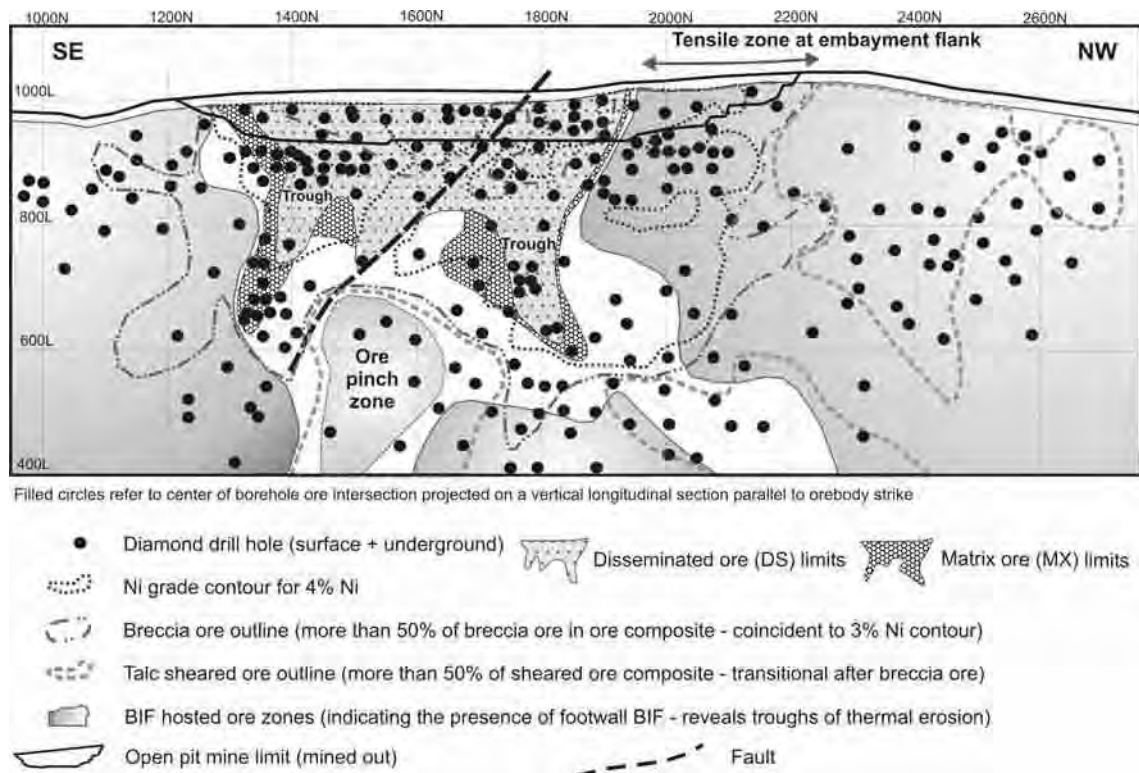 1000N 1200N 1400N 1600N 1800N 2000N 2200N 2400N 2600N
SE
Tensile zone at embayment flank
NW
1000L
800L
Trough
Trough
600L
Ore
pinch
zone
400L
Filled circles refer to center of borehole ore intersection projected on a vertical longitudinal section parallel to orebody strike
Diamond drill hole (surface + underground)
Disseminated ore (DS) limits
Matrix ore (MX) limits
Ni grade contour for 4% Ni
Breccia ore outline (more than 50% of breccia ore in ore composite - coincident to 3% Ni contour)
Talc sheared ore outline (more than 50% of sheared ore composite - transitional after breccia ore)
BIF hosted ore zones (indicating the presence of footwall BIF - reveals troughs of thermal erosion)
Open pit mine limit (mined out)
Fault